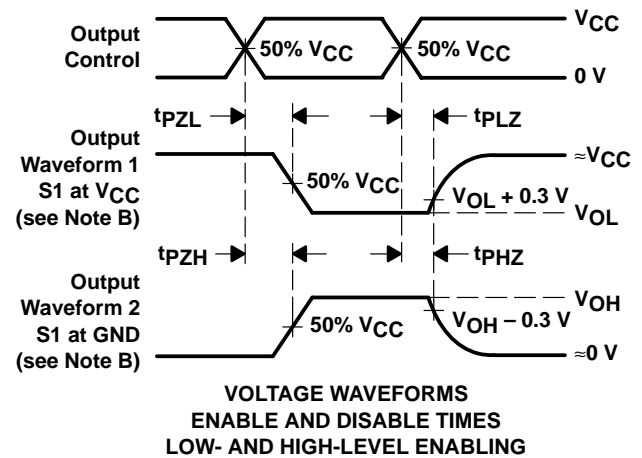 Output
Control
50% VCC
50% VCC
VCC
0 V
tPZL
tPLZ
Output
Waveform 1
S1 at VCC
(see Note B)
50% VCC
≈VCC
VOL + 0.3 V
VOL
tPZH
tPHZ
Output
Waveform 2
S1 at GND
(see Note B)
50% VCC
VOH
VOH – 0.3 V
≈0 V
VOLTAGE WAVEFORMS
ENABLE AND DISABLE TIMES
LOW- AND HIGH-LEVEL ENABLING